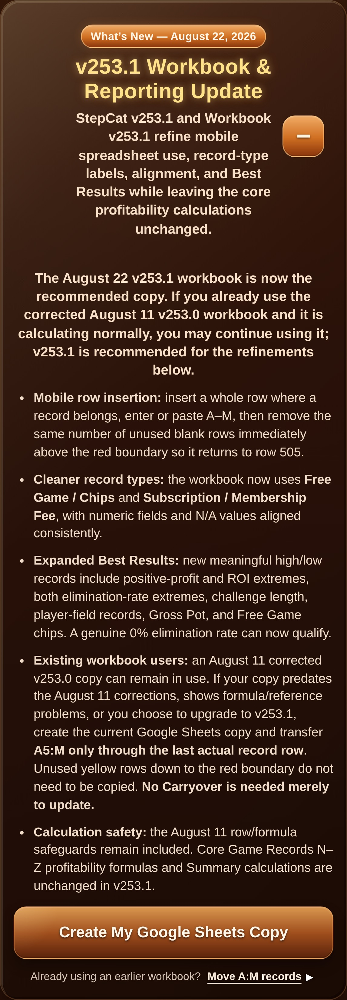 What’s New — August 22, 2026
v253.1 Workbook &
Reporting Update
StepCat v253.1 and Workbook
v253.1 refine mobile
spreadsheet use, record-type
labels, alignment, and Best
Results while leaving the core
profitability calculations
unchanged.
–
The August 22 v253.1 workbook is now the
recommended copy. If you already use the
corrected August 11 v253.0 workbook and it is
calculating normally, you may continue using it;
v253.1 is recommended for the refinements
below.
• Mobile row insertion: insert a whole row where a
record belongs, enter or paste A–M, then remove the
same number of unused blank rows immediately
above the red boundary so it returns to row 505.
• Cleaner record types: the workbook now uses Free
Game / Chips and Subscription / Membership
Fee, with numeric fields and N/A values aligned
consistently.
• Expanded Best Results: new meaningful high/low
records include positive-profit and ROI extremes,
both elimination-rate extremes, challenge length,
player-field records, Gross Pot, and Free Game
chips. A genuine 0% elimination rate can now qualify.
• Existing workbook users: an August 11 corrected
v253.0 copy can remain in use. If your copy predates
the August 11 corrections, shows formula/reference
problems, or you choose to upgrade to v253.1,
create the current Google Sheets copy and transfer
A5:M only through the last actual record row.
Unused yellow rows down to the red boundary do not
need to be copied. No Carryover is needed merely
to update.
• Calculation safety: the August 11 row/formula
safeguards remain included. Core Game Records N–
Z profitability formulas and Summary calculations are
unchanged in v253.1.
Create My Google Sheets Copy
Already using an earlier workbook? Move A:M records ▶